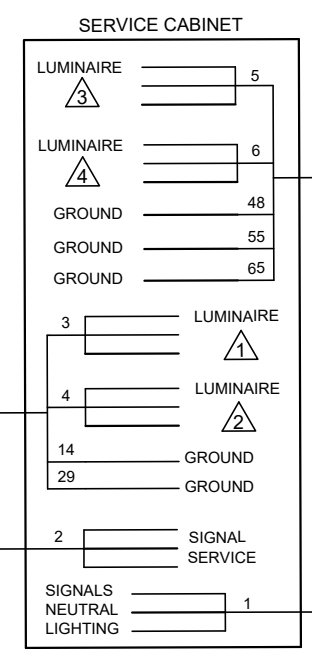 SERVICE CABINET
LUMINAIRE
5
3
LUMINAIRE
6
4
GROUND
48
GROUND
55
GROUND
65
3
LUMINAIRE
1
4
LUMINAIRE
2
14
GROUND
29
GROUND
2
SIGNAL
SERVICE
SIGNALS
NEUTRAL
1
LIGHTING